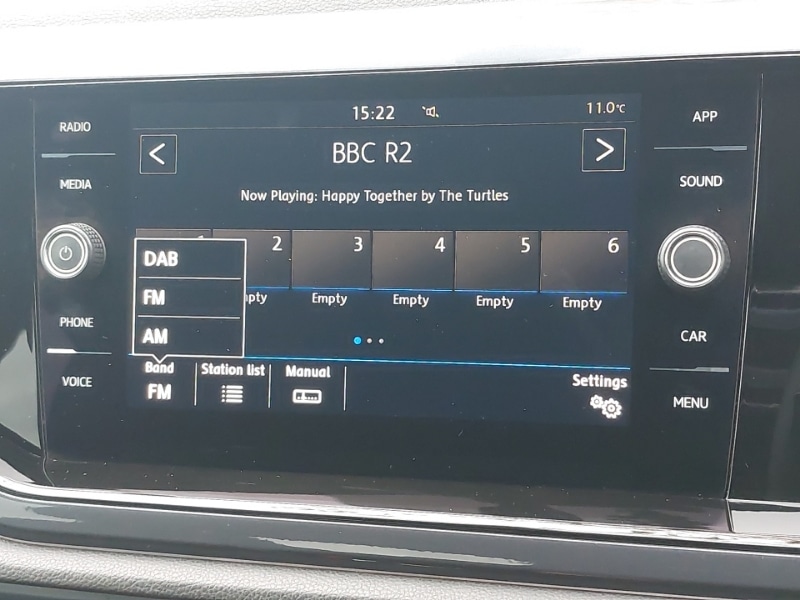 RADIO
MEDIA
PHONE
VOICE
15:22
11.0°C
< BBC R2 >
Now Playing: Happy Together by The Turtles
2 3 4 5 6
Empty Empty Empty Empty
DAB
FM
AM
Band Station list Manual Settings
FM
APP
SOUND
CAR
MENU